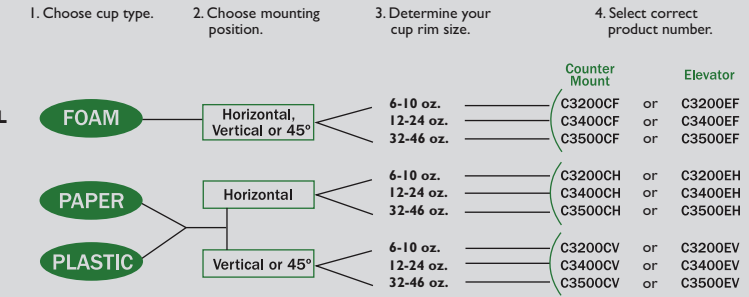 1. Choose cup type.
2. Choose mounting
position.
3. Determine your
cup rim size.
4. Select correct
product number.
Counter
Mount
Elevator
L
FOAM
Horizontal,
Vertical or 45°
6-10 oz. C3200CF or C3200EF
12-24 oz. C3400CF or C3400EF
32-46 oz. C3500CF or C3500EF
PAPER
PLASTIC
Horizontal
6-10 oz. C3200CH or C3200EH
12-24 oz. C3400CH or C3400EH
32-46 oz. C3500CH or C3500EH
Vertical or 45°
6-10 oz. C3200CV or C3200EV
12-24 oz. C3400CV or C3400EV
32-46 oz. C3500CV or C3500EV